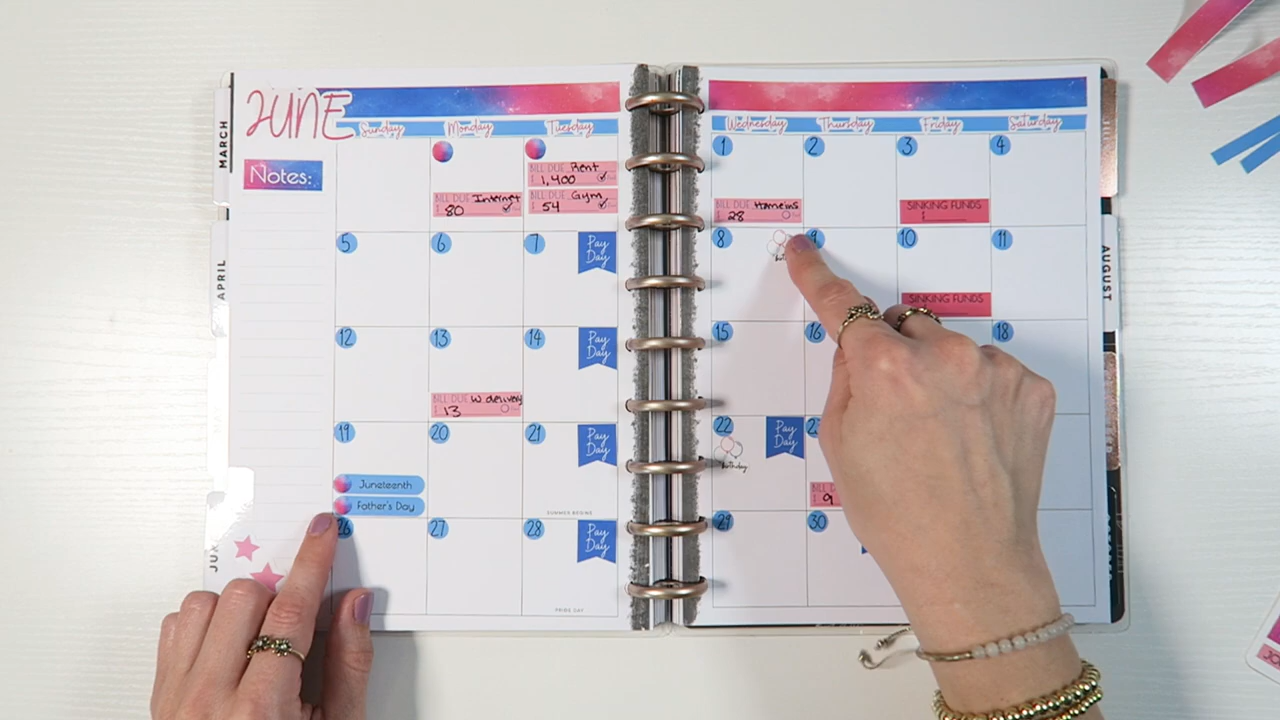 JUNE
Sunday Monday Tuesday Wednesday Thursday Friday Saturday
Notes:
MARCH
APRIL
AUGUST
1 2 3 4
BILL DUE Rent
$ 1,400
BILL DUE Internet
$ 80
BILL DUE Gym
$ 54
BILL DUE
$ 28
SINKING FUNDS
$
5 6 7 8 9 10 11
Pay
Day
SINKING FUNDS
12 13 14 15 16 18
Pay
Day
BILL DUE W. delivery
$ 13
19 20 21 22
Pay
Day
Pay
Day
birthday
Juneteenth
Father's Day
SUMMER BEGINS
BILL D
$ 9
26 27 28 29 30
Pay
Day
PRIDE DAY